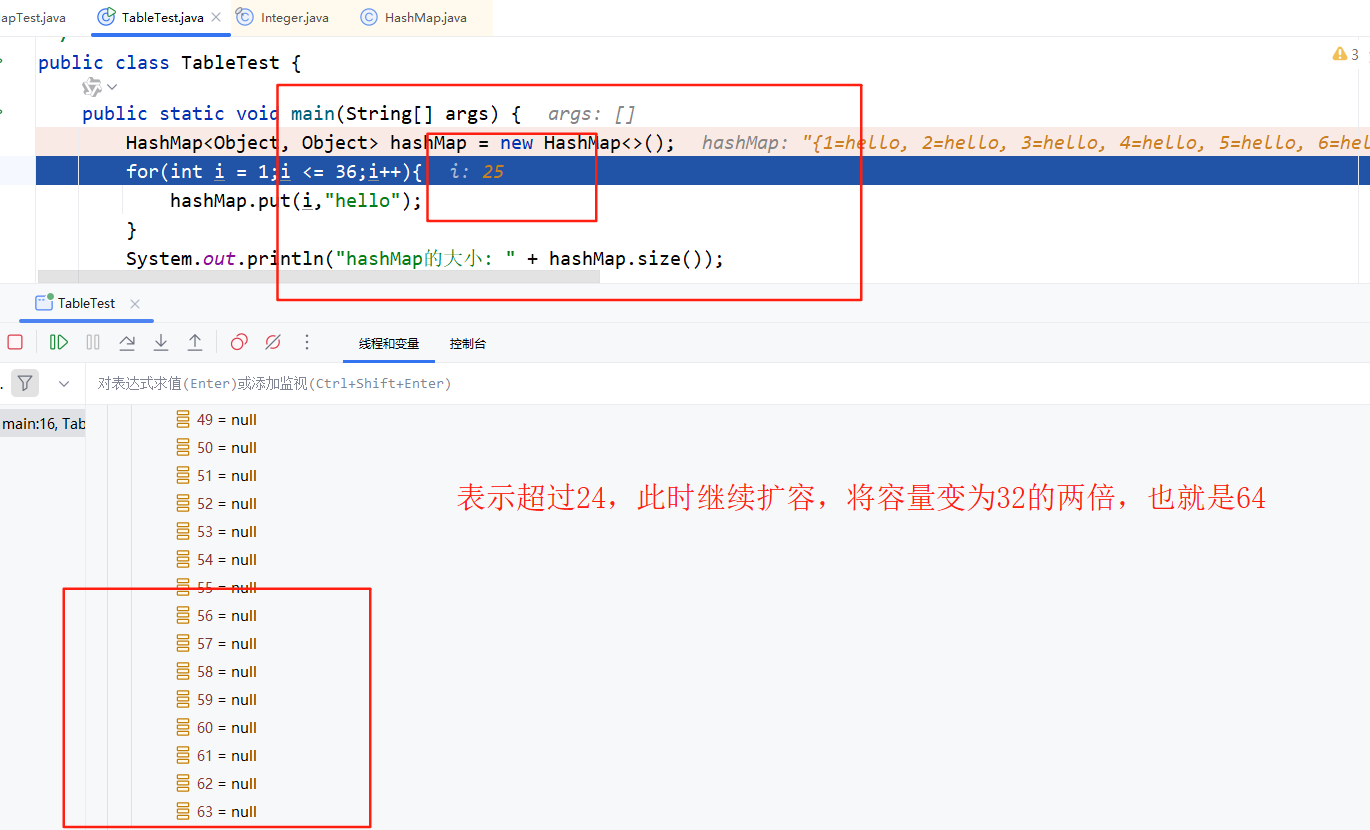 apTest.java TableTest.java Integer.java HashMap.java
public class TableTest { 3
public static void main(String[] args) { args: []
HashMap<Object, Object> hashMap = new HashMap<>(); hashMap: "{1=hello, 2=hello, 3=hello, 4=hello, 5=hello, 6=hel
for(int i = 1;i <= 36;i++){ i: 25
hashMap.put(i,"hello");
}
System.out.println("hashMap的大小: " + hashMap.size());
TableTest
线程和变量 控制台
对表达式求值(Enter)或添加监视(Ctrl+Shift+Enter)
main:16, Tab
49 = null
50 = null
51 = null
52 = null
53 = null
54 = null
55 = null
56 = null
57 = null
58 = null
59 = null
60 = null
61 = null
62 = null
63 = null
表示超过24，此时继续扩容，将容量变为32的两倍，也就是64